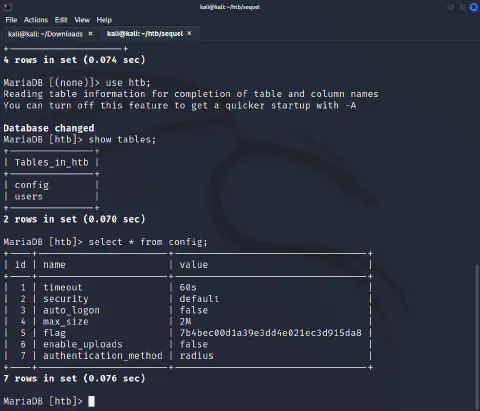 kali@kali: ~/htb/sequel
File Actions Edit View Help
kali@kali: ~/Downloads × kali@kali: ~/htb/sequel ×
+----------------------+
4 rows in set (0.074 sec)
MariaDB [(none)]> use htb;
Reading table information for completion of table and column names
You can turn off this feature to get a quicker startup with -A
Database changed
MariaDB [htb]> show tables;
+---------------+
| Tables_in_htb |
+---------------+
| config |
| users |
+---------------+
2 rows in set (0.070 sec)
MariaDB [htb]> select * from config;
+----+-----------------------+----------------------------------+
| id | name | value |
+----+-----------------------+----------------------------------+
| 1 | timeout | 60s |
| 2 | security | default |
| 3 | auto_logon | false |
| 4 | max_size | 2M |
| 5 | flag | 7b4bec00d1a39e3dd4e021ec3d915da8 |
| 6 | enable_uploads | false |
| 7 | authentication_method | radius |
+----+-----------------------+----------------------------------+
7 rows in set (0.076 sec)
MariaDB [htb]>